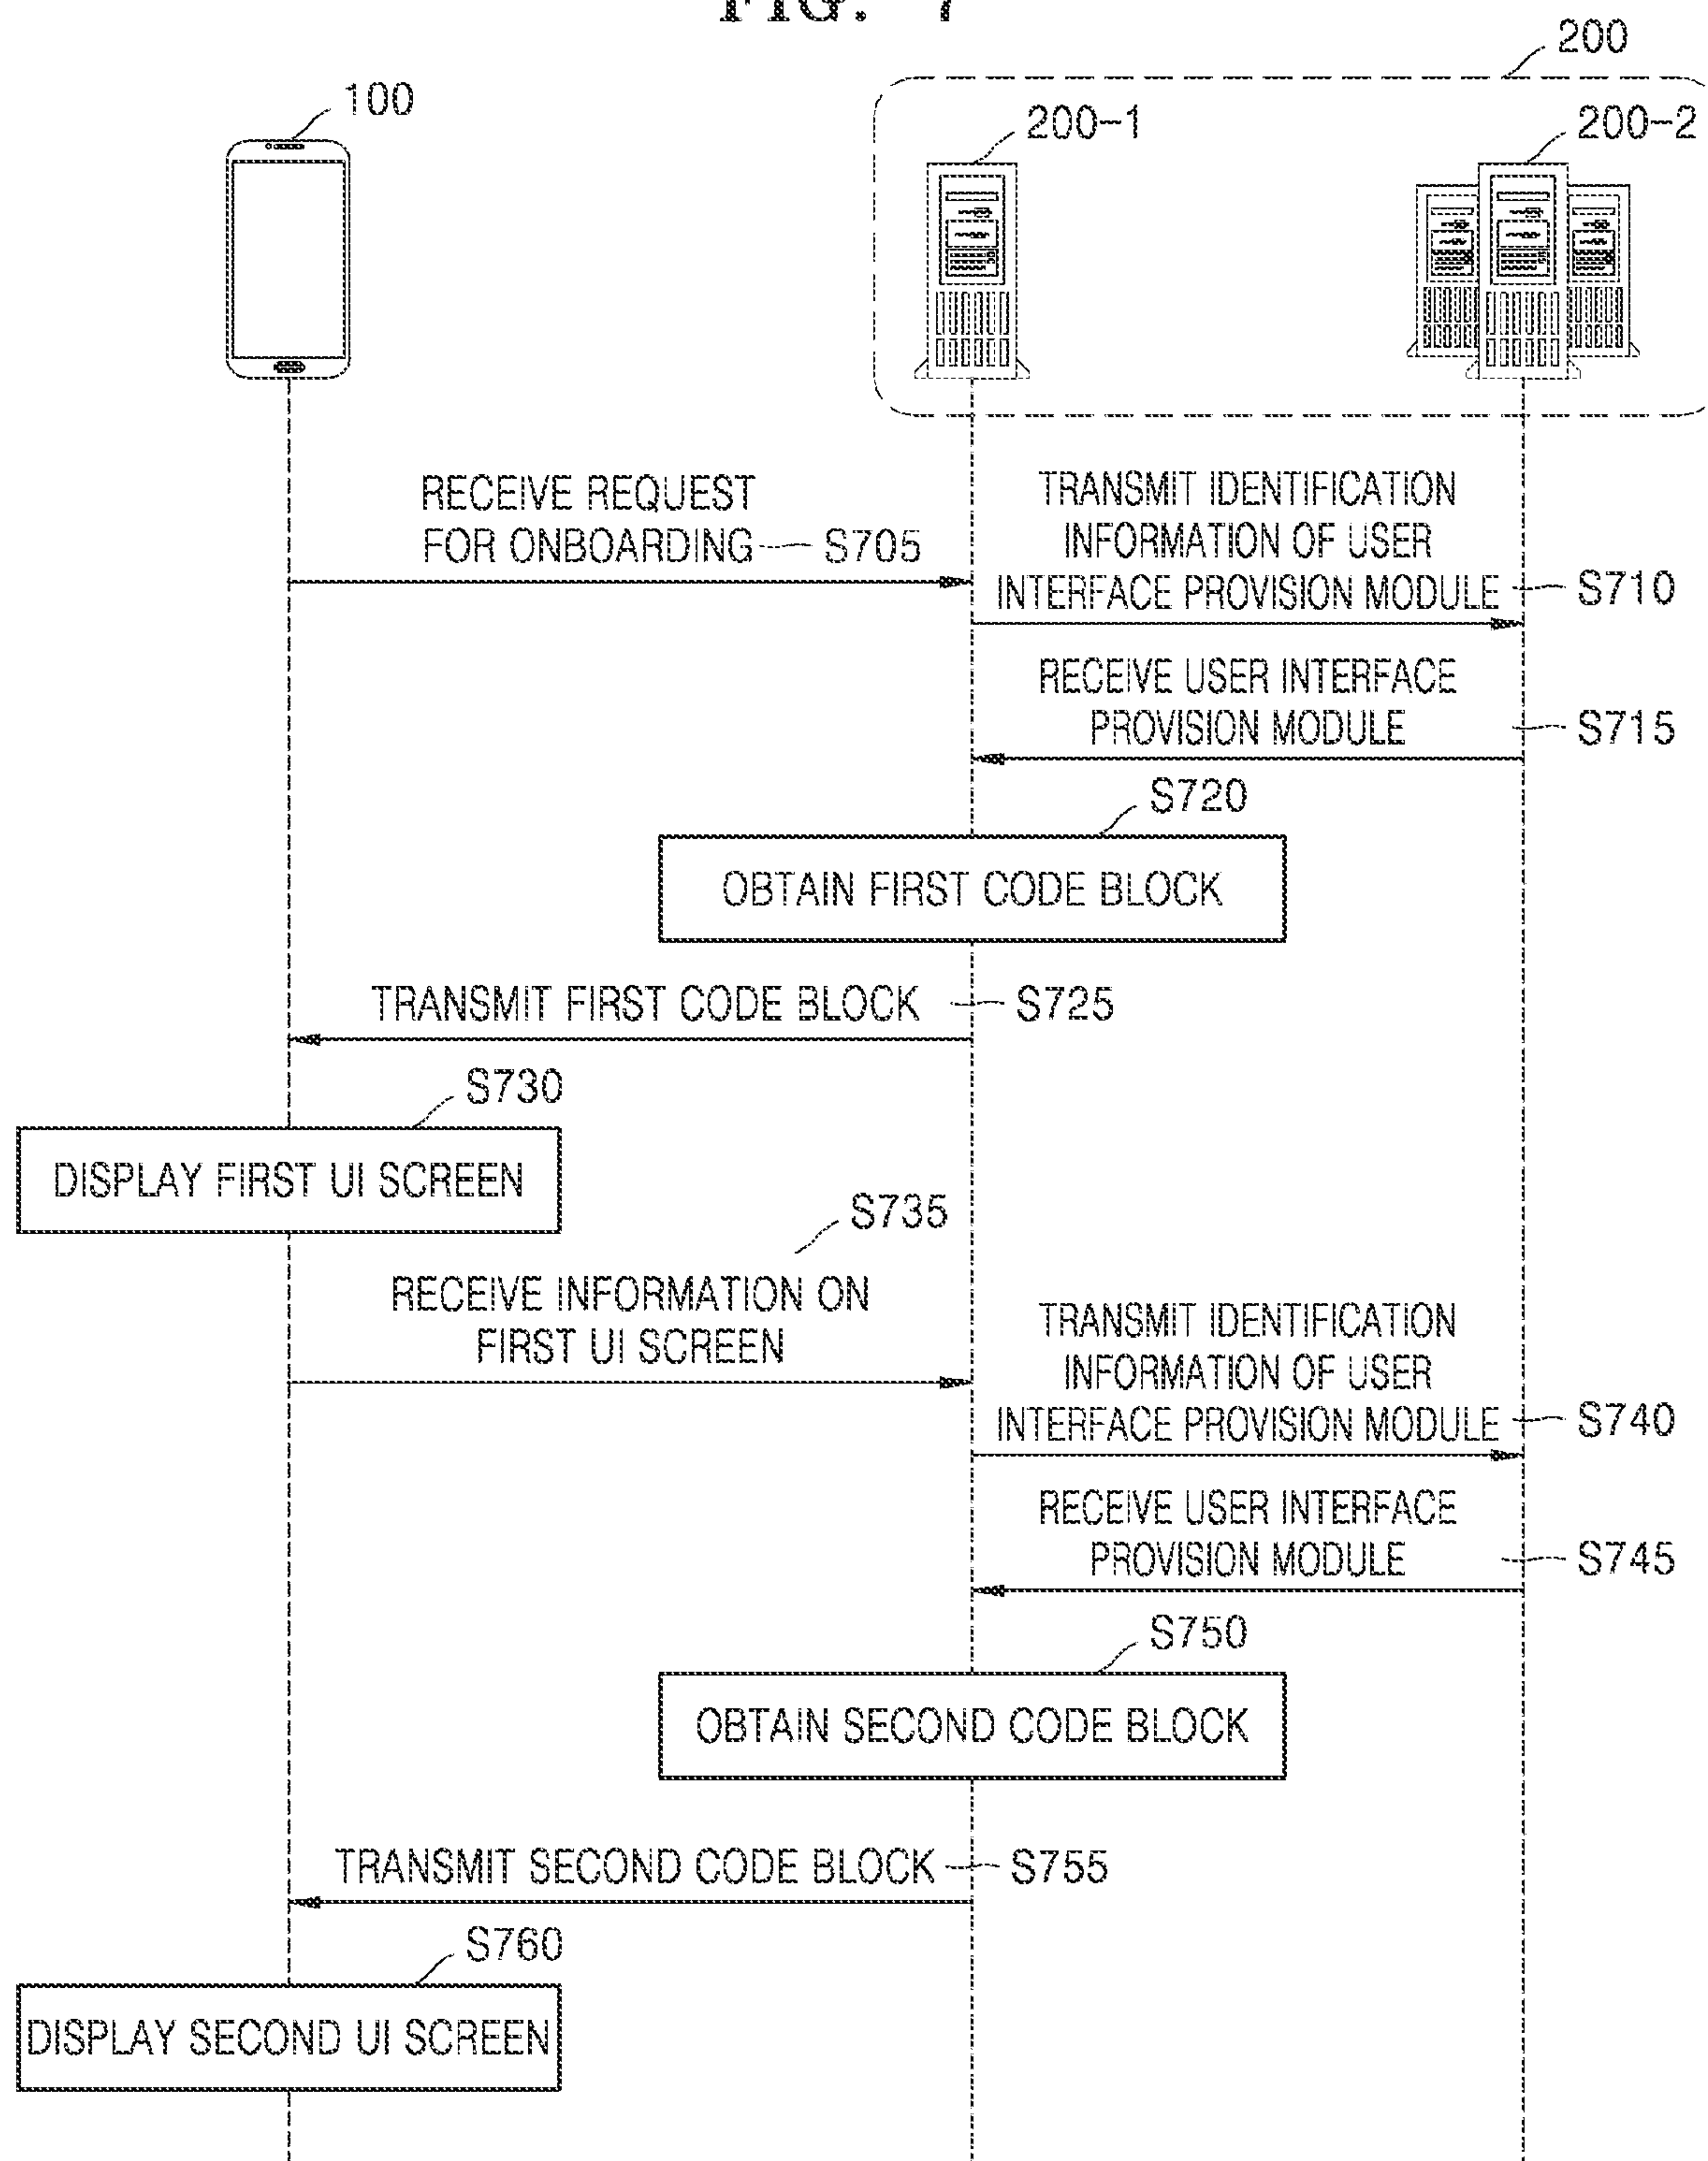 FIG. 7
200
100
200-1
200-2
RECEIVE REQUEST
FOR ONBOARDING
S705
TRANSMIT IDENTIFICATION
INFORMATION OF USER
INTERFACE PROVISION MODULE
S710
RECEIVE USER INTERFACE
PROVISION MODULE
S715
S720
OBTAIN FIRST CODE BLOCK
TRANSMIT FIRST CODE BLOCK
S725
S730
DISPLAY FIRST UI SCREEN
S735
RECEIVE INFORMATION ON
FIRST UI SCREEN
TRANSMIT IDENTIFICATION
INFORMATION OF USER
INTERFACE PROVISION MODULE
S740
RECEIVE USER INTERFACE
PROVISION MODULE
S745
S750
OBTAIN SECOND CODE BLOCK
TRANSMIT SECOND CODE BLOCK
S755
S760
DISPLAY SECOND UI SCREEN